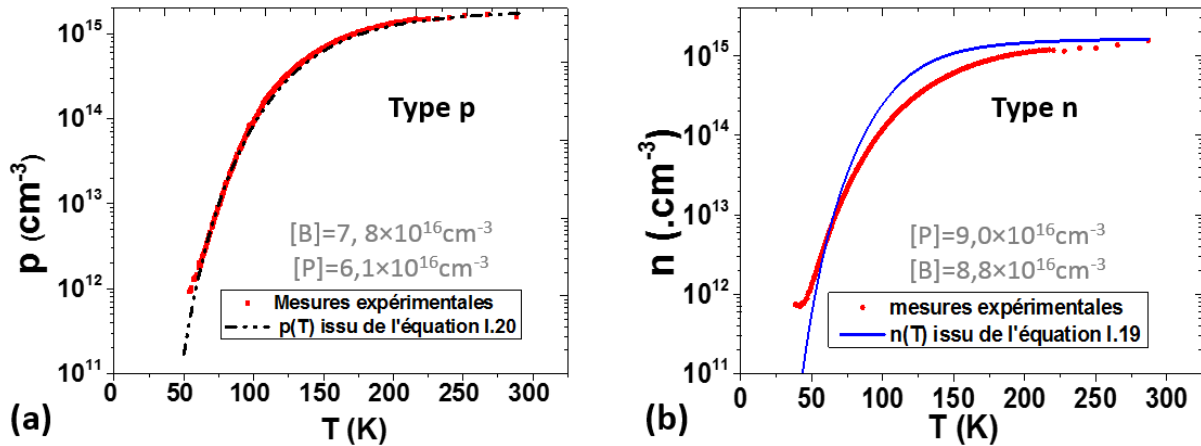 10¹⁵
10¹⁴
10¹³
10¹²
10¹¹
p (cm⁻³)
Type p
[B]=7, 8×10¹⁶cm⁻³
[P]=6,1×10¹⁶cm⁻³
Mesures expérimentales
p(T) issu de l'équation I.20
0 50 100 150 200 250 300
T (K)
(a)
10¹⁵
10¹⁴
10¹³
10¹²
10¹¹
n (.cm⁻³)
Type n
[P]=9,0×10¹⁶cm⁻³
[B]=8,8×10¹⁶cm⁻³
mesures expérimentales
n(T) issu de l'équation I.19
0 50 100 150 200 250 300
T (K)
(b)